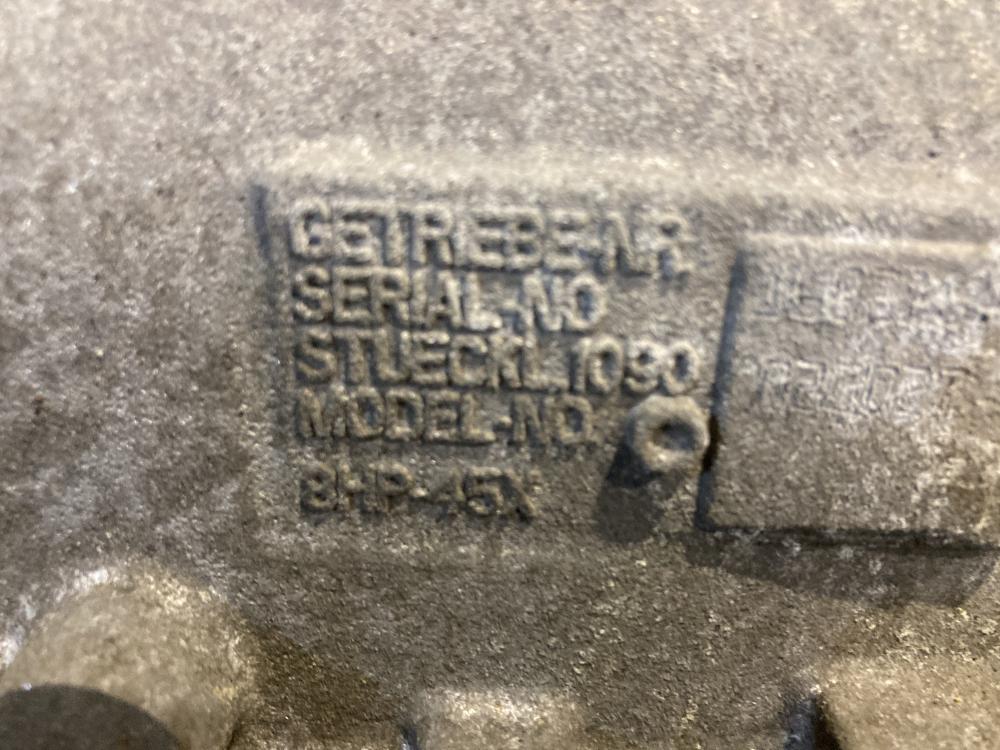 GETRIEBE-NR.
SERIAL-NO
STUECKL.1090
MODEL-NO.
8HP-45X